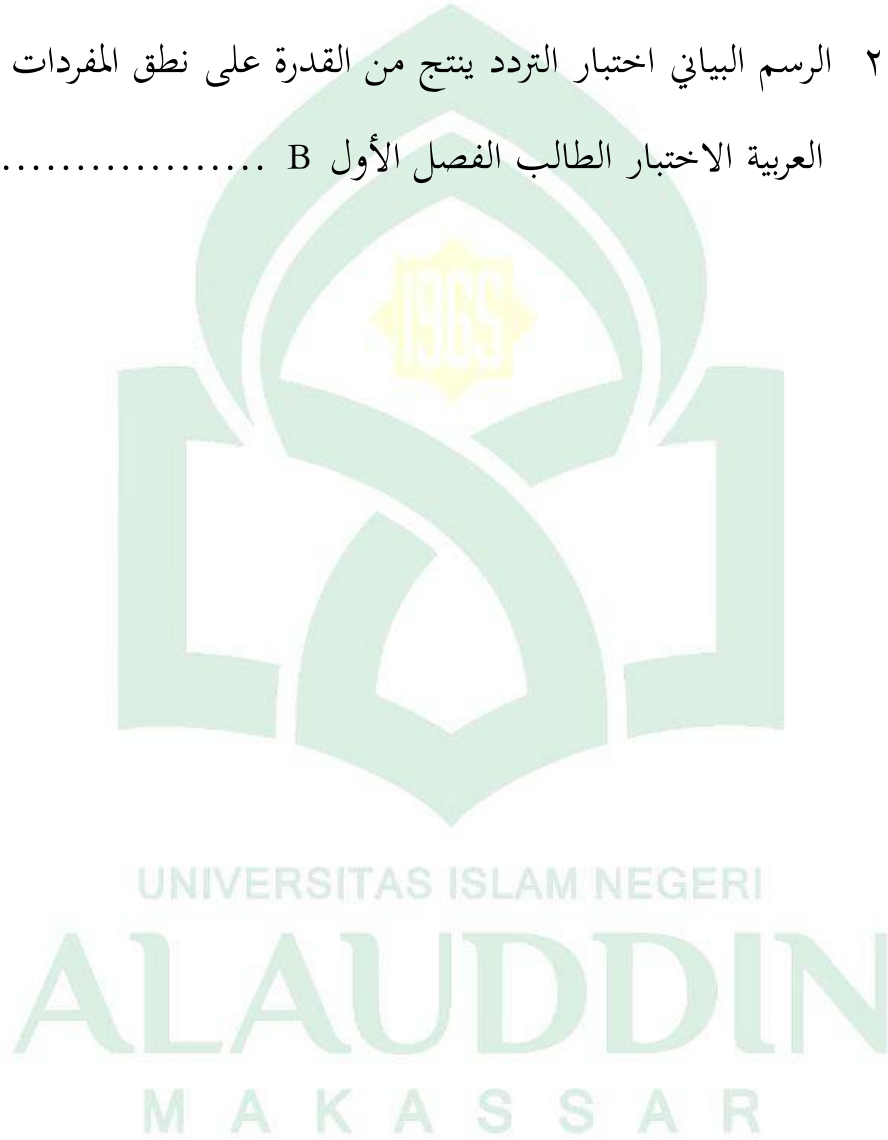 ٢ الرسم البياني اختبار التردد ينتج من القدرة على نطق المفردات
العربية الاختبار الطالب الفصل الأول B ..................
1965
UNIVERSITAS ISLAM NEGERI
ALAUDDIN
MAKASSAR